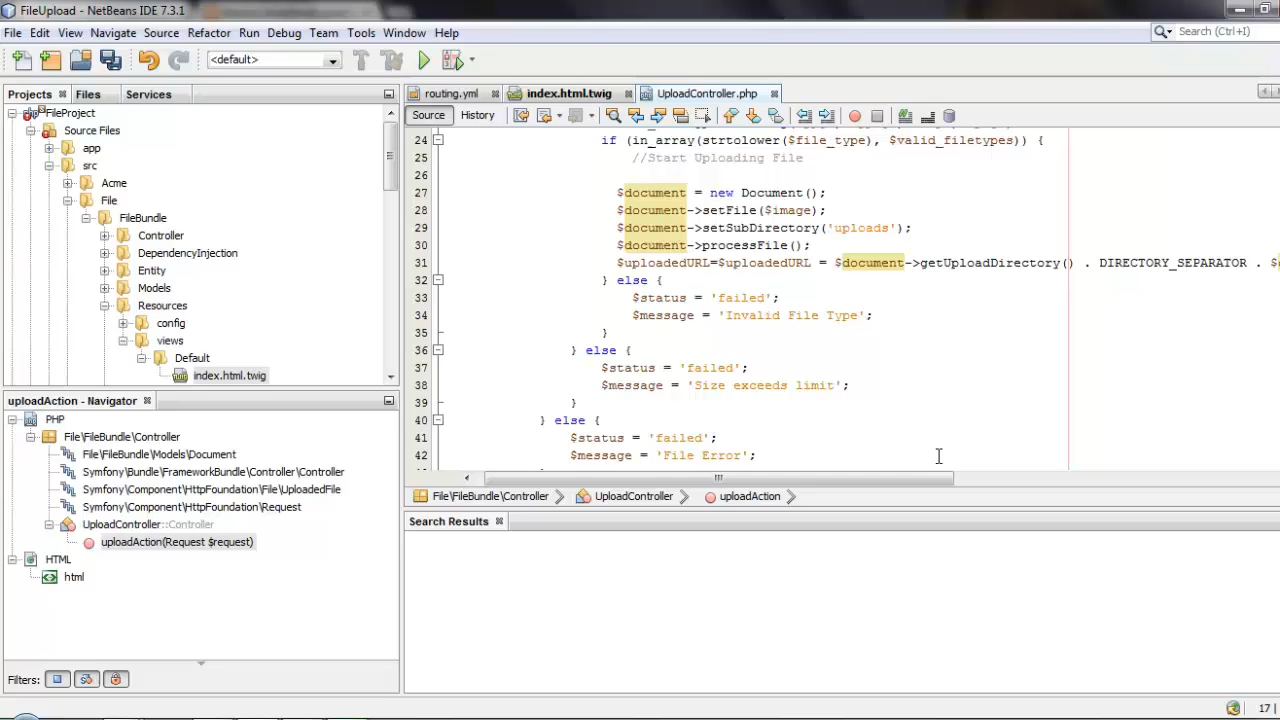 FileUpload - NetBeans IDE 7.3.1
File Edit View Navigate Source Refactor Run Debug Team Tools Window Help
Search (Ctrl+I)
<default>
Projects Files Services
routing.yml index.html.twig UploadController.php
Source History
FileProject
Source Files
app
src
Acme
File
FileBundle
Controller
DependencyInjection
Entity
Models
Resources
config
views
Default
index.html.twig
24 if (in_array(strtolower($file_type), $valid_filetypes)) {
25 //Start Uploading File
26
27 $document = new Document();
28 $document->setFile($image);
29 $document->setSubDirectory('uploads');
30 $document->processFile();
31 $uploadedURL=$uploadedURL = $document->getUploadDirectory() . DIRECTORY_SEPARATOR . $
32 } else {
33 $status = 'failed';
34 $message = 'Invalid File Type';
35 }
36 } else {
37 $status = 'failed';
38 $message = 'Size exceeds limit';
39 }
40 } else {
41 $status = 'failed';
42 $message = 'File Error';
File\FileBundle\Controller UploadController uploadAction
uploadAction - Navigator
PHP
File\FileBundle\Controller
File\FileBundle\Models\Document
Symfony\Bundle\FrameworkBundle\Controller\Controller
Symfony\Component\HttpFoundation\File\UploadedFile
Symfony\Component\HttpFoundation\Request
UploadController::Controller
uploadAction(Request $request)
HTML
html
Filters:
Search Results
17